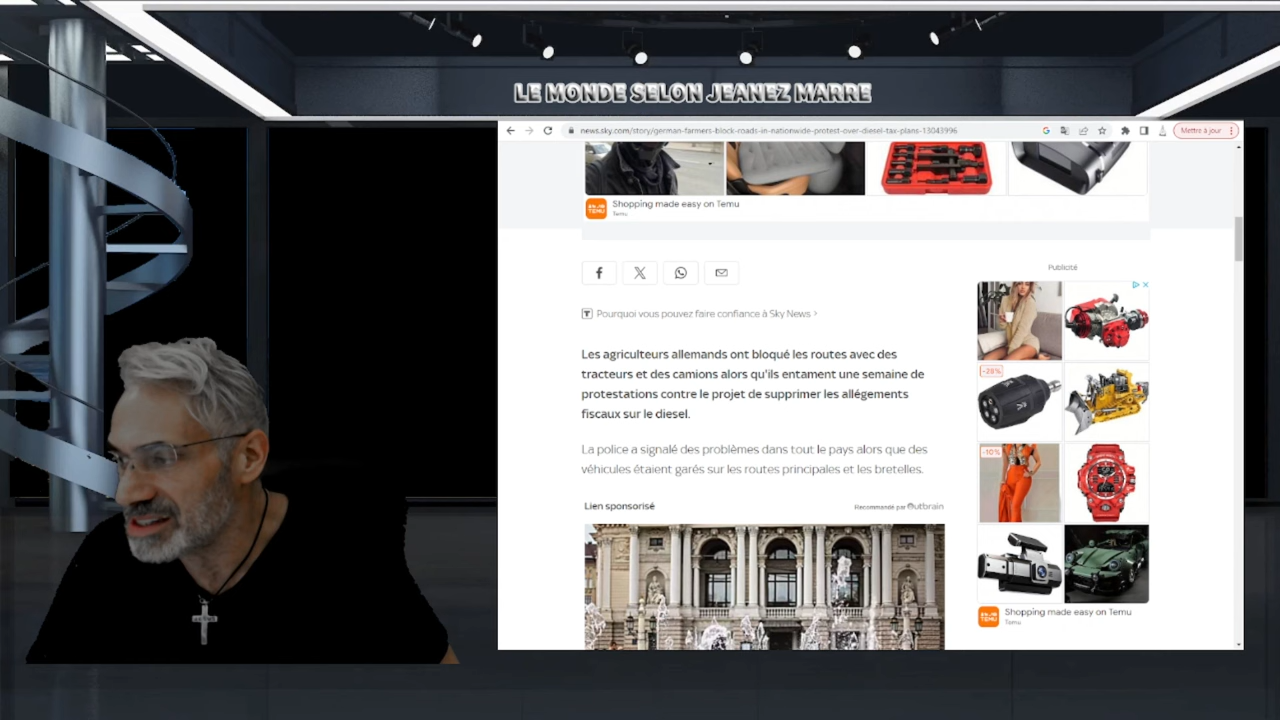 LE MONDE SELON JEANEZ MARRE
news.sky.com/story/german-farmers-block-roads-in-nationwide-protest-over-diesel-tax-plans-13043996
Mettre à jour
Shopping made easy on Temu
Temu
Publicité
Pourquoi vous pouvez faire confiance à Sky News >
Les agriculteurs allemands ont bloqué les routes avec des
tracteurs et des camions alors qu'ils entament une semaine de
protestations contre le projet de supprimer les allégements
fiscaux sur le diesel.
-28%
La police a signalé des problèmes dans tout le pays alors que des
véhicules étaient garés sur les routes principales et les bretelles.
-10%
Lien sponsorisé
Recommandé par Outbrain
Shopping made easy on Temu
Temu